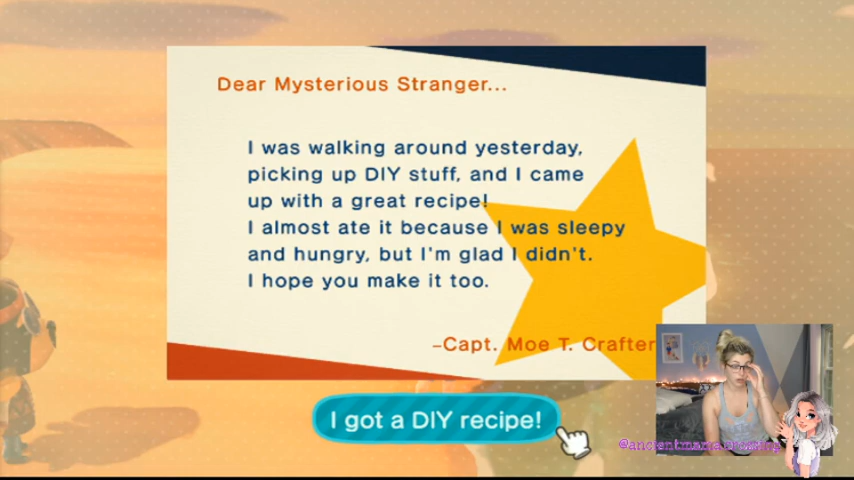 Dear Mysterious Stranger...
I was walking around yesterday,
picking up DIY stuff, and I came
up with a great recipe!
I almost ate it because I was sleepy
and hungry, but I'm glad I didn't.
I hope you make it too.
–Capt. Moe T. Crafter
I got a DIY recipe!